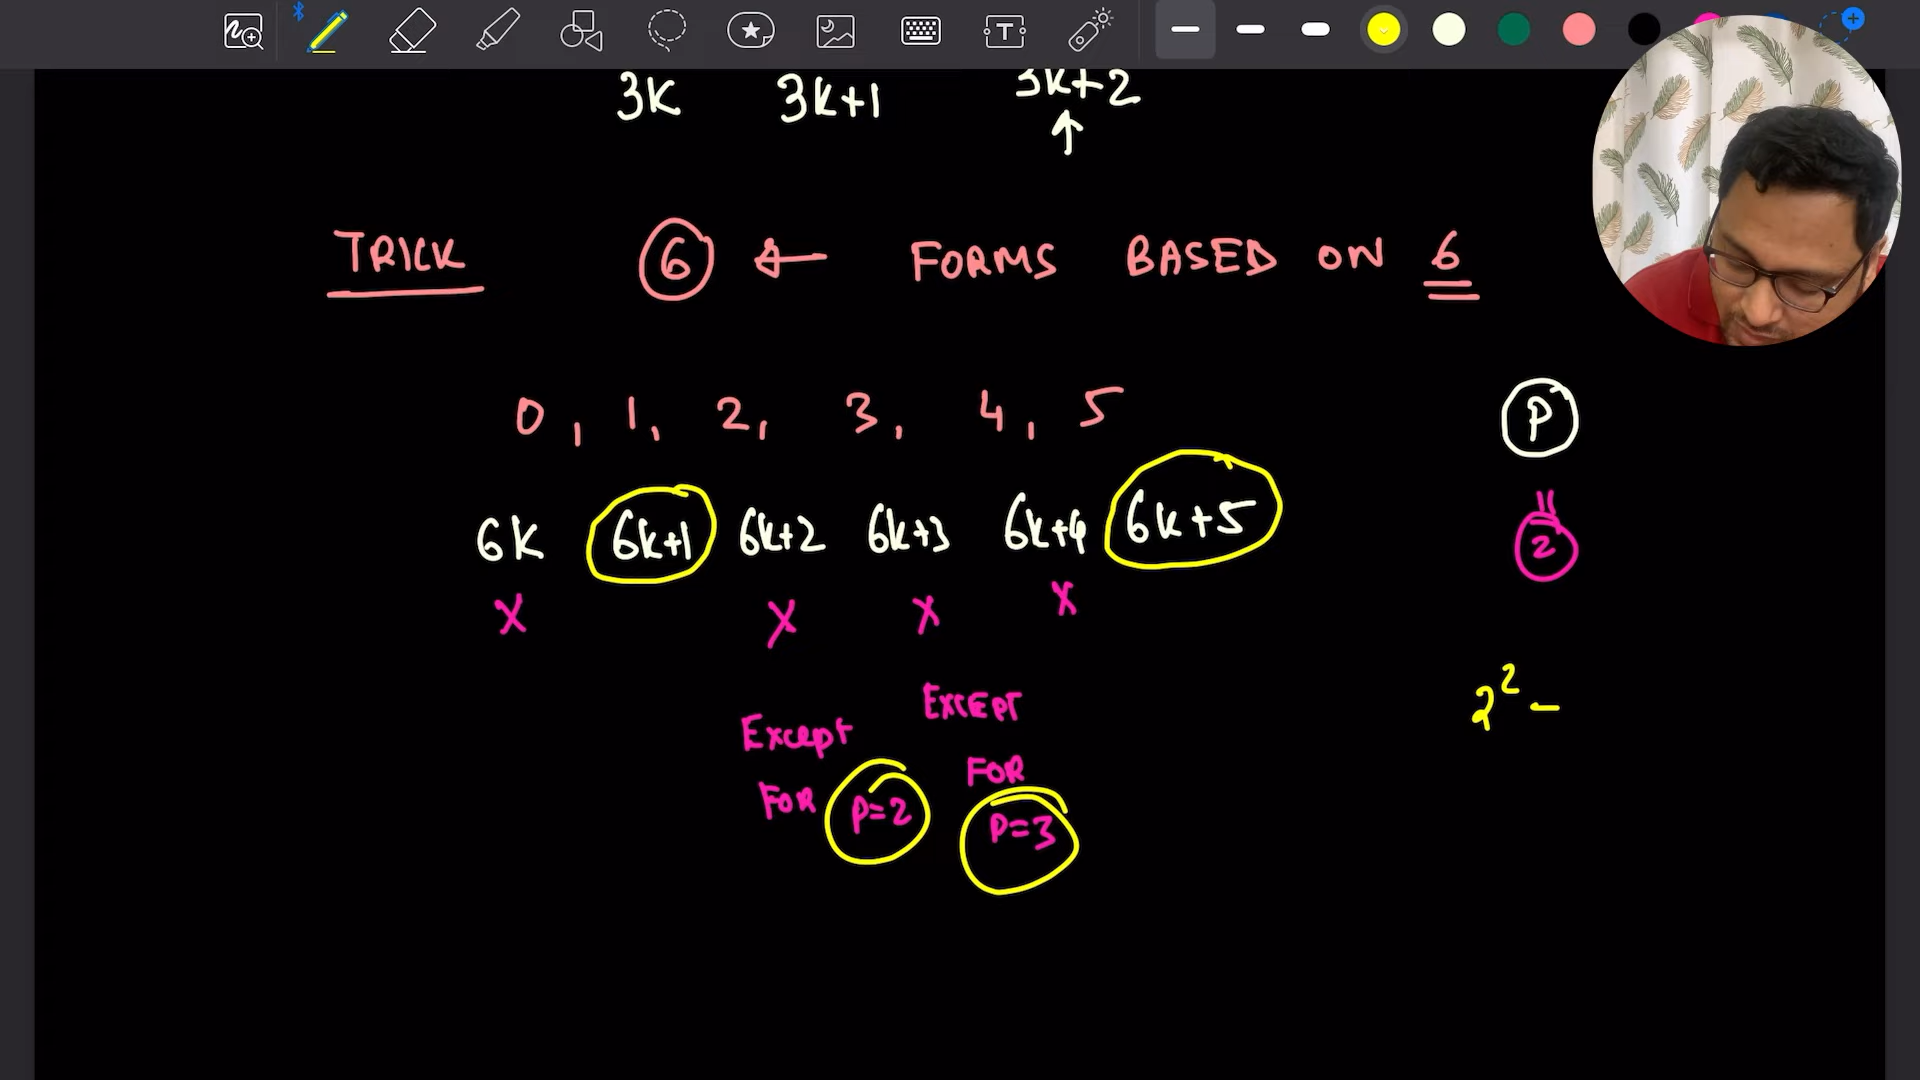 3k 3k+1 3k+2
↑
TRICK 6 ← FORMS BASED ON 6
0, 1, 2, 3, 4, 5
P
6k 6k+1 6k+2 6k+3 6k+4 6k+5
=
2
X X X X
Except
FOR P=2
EXCEPT
FOR
P=3
2² -